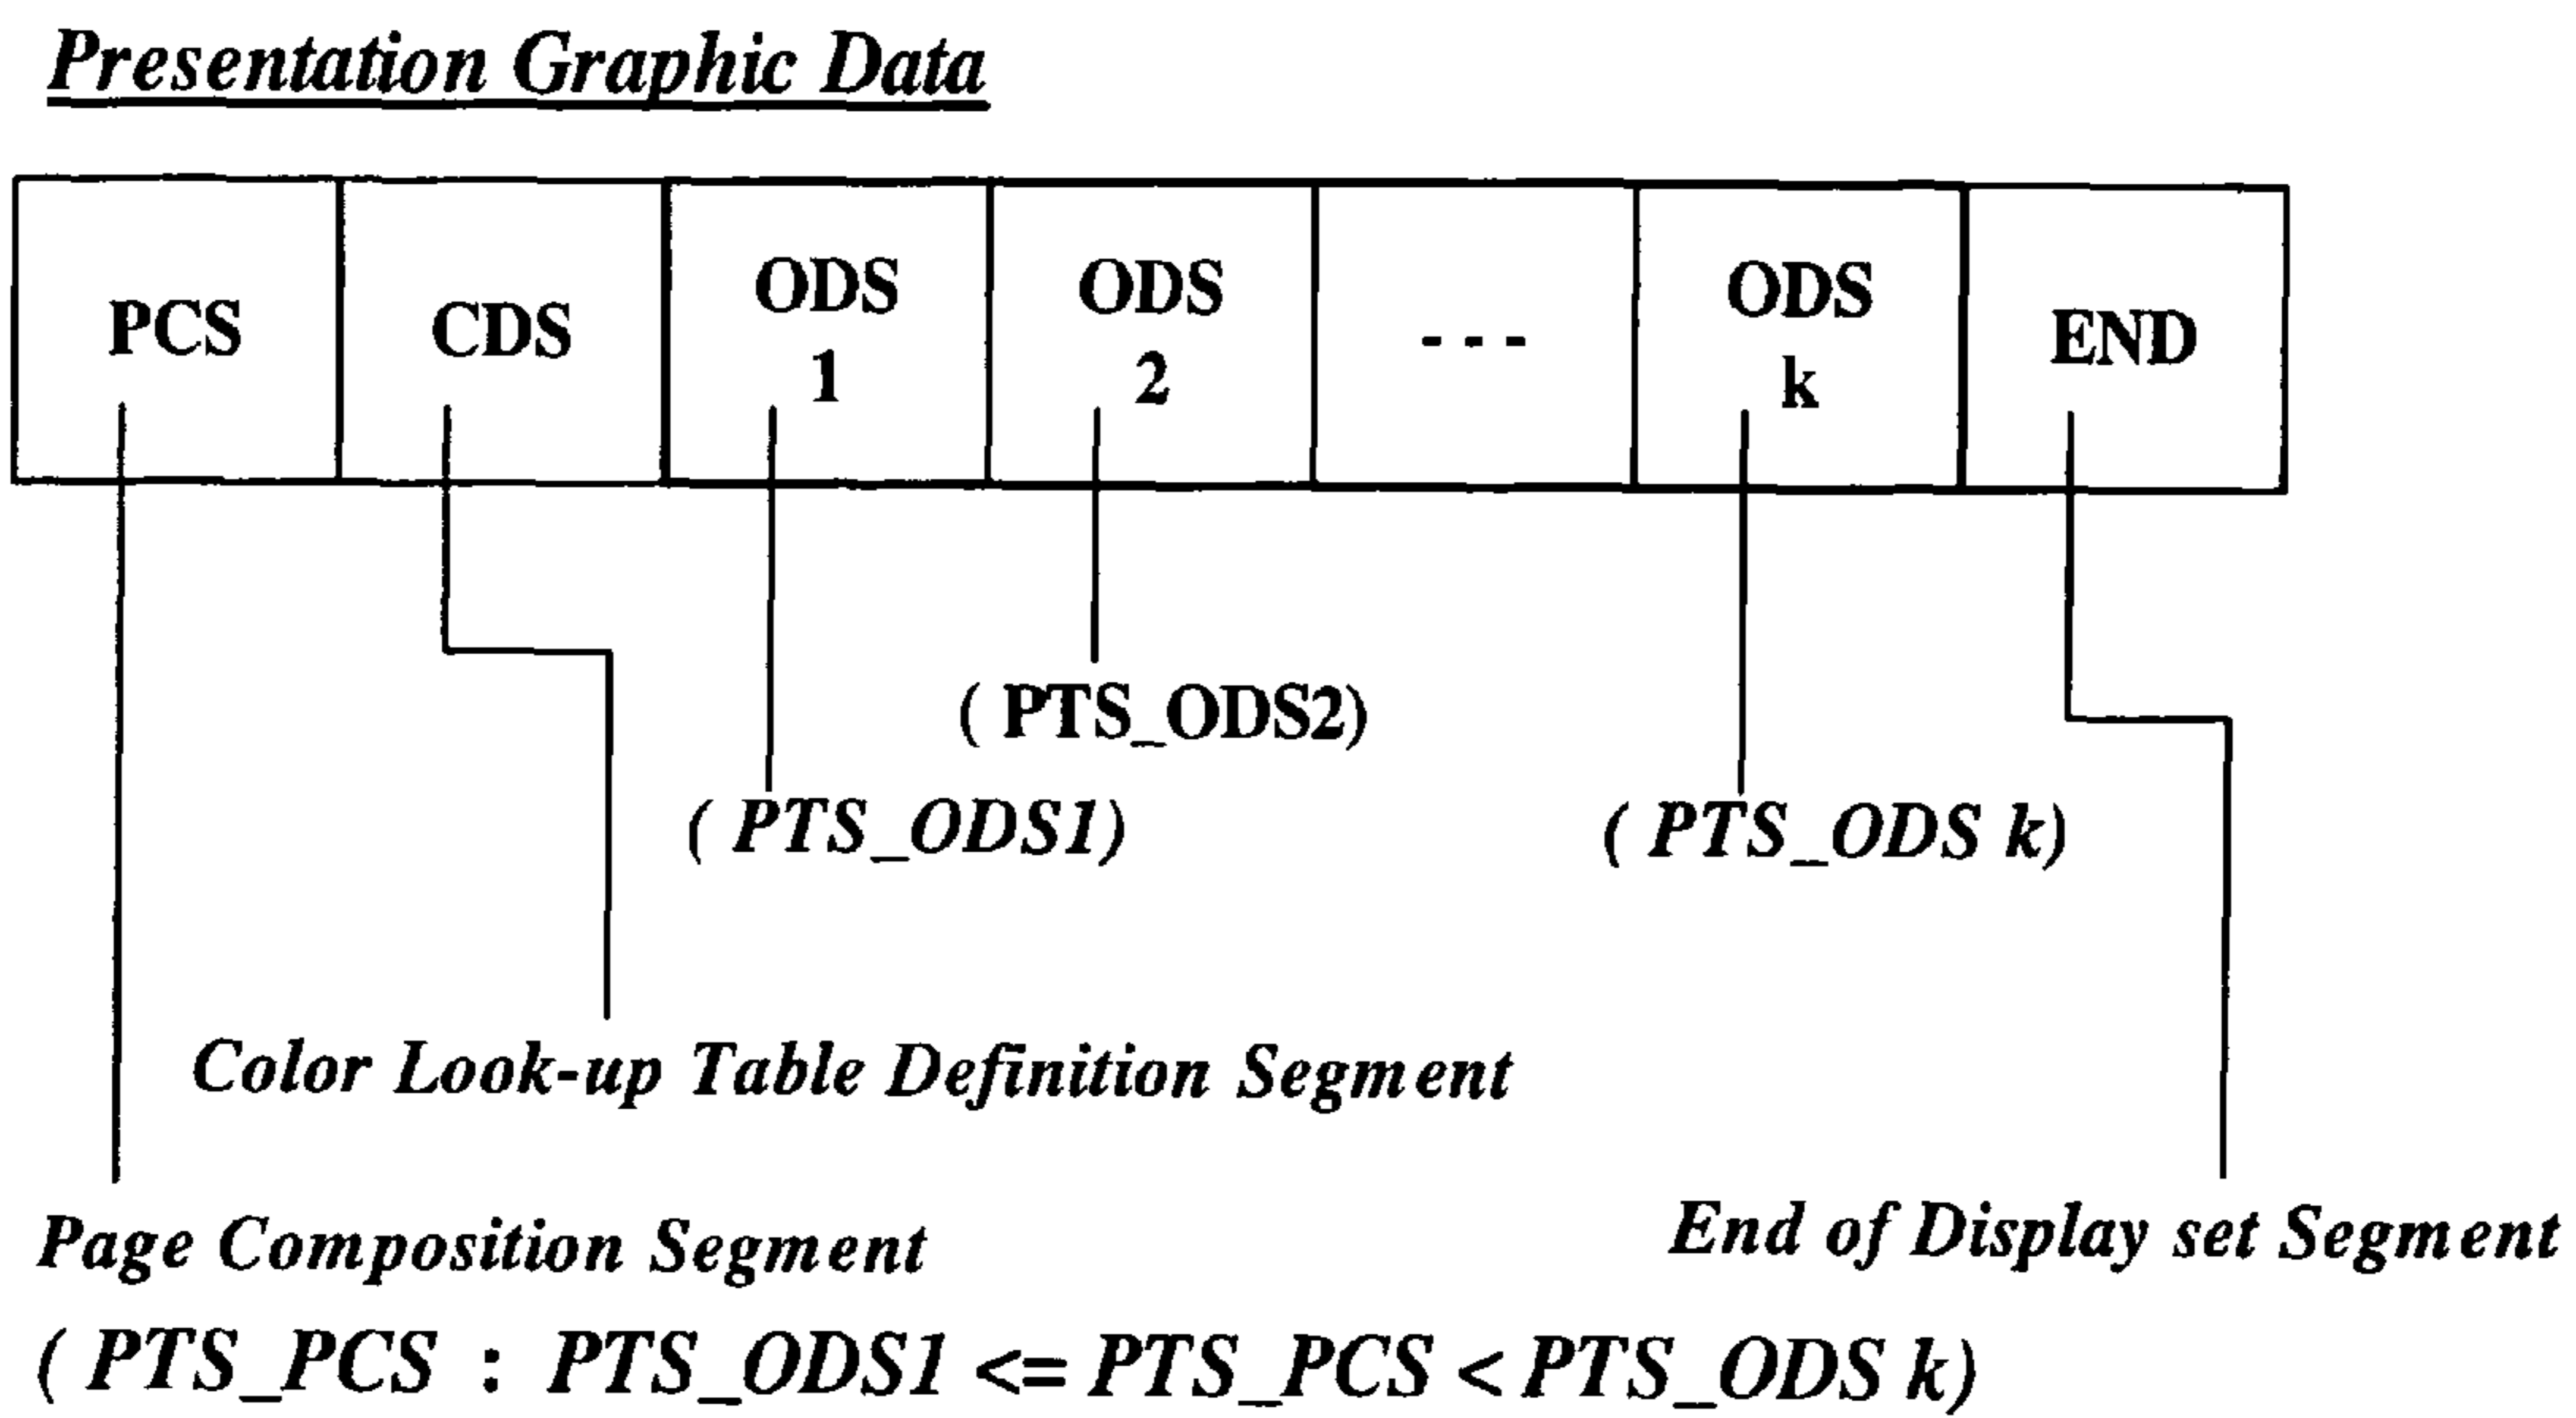 Presentation Graphic Data
PCS CDS ODS 1 ODS 2 --- ODS k END
( PTS_ODS2)
( PTS_ODS1) ( PTS_ODS k)
Color Look-up Table Definition Segment
Page Composition Segment End of Display set Segment
( PTS_PCS : PTS_ODS1 <= PTS_PCS < PTS_ODS k)